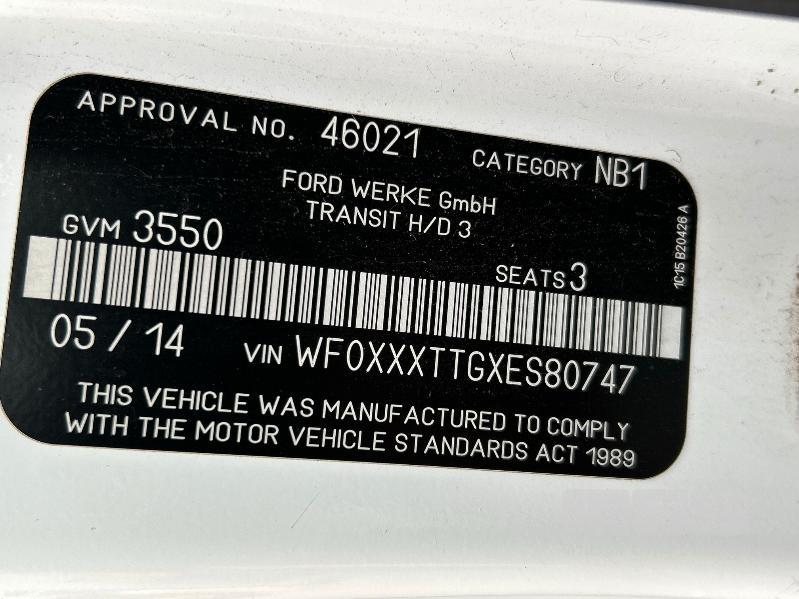 APPROVAL NO. 46021 CATEGORY NB1
FORD WERKE GmbH
TRANSIT H/D 3
GVM 3550
SEATS 3
1C15 B20426 A
05 / 14 VIN WF0XXXTTGXES80747
THIS VEHICLE WAS MANUFACTURED TO COMPLY
WITH THE MOTOR VEHICLE STANDARDS ACT 1989